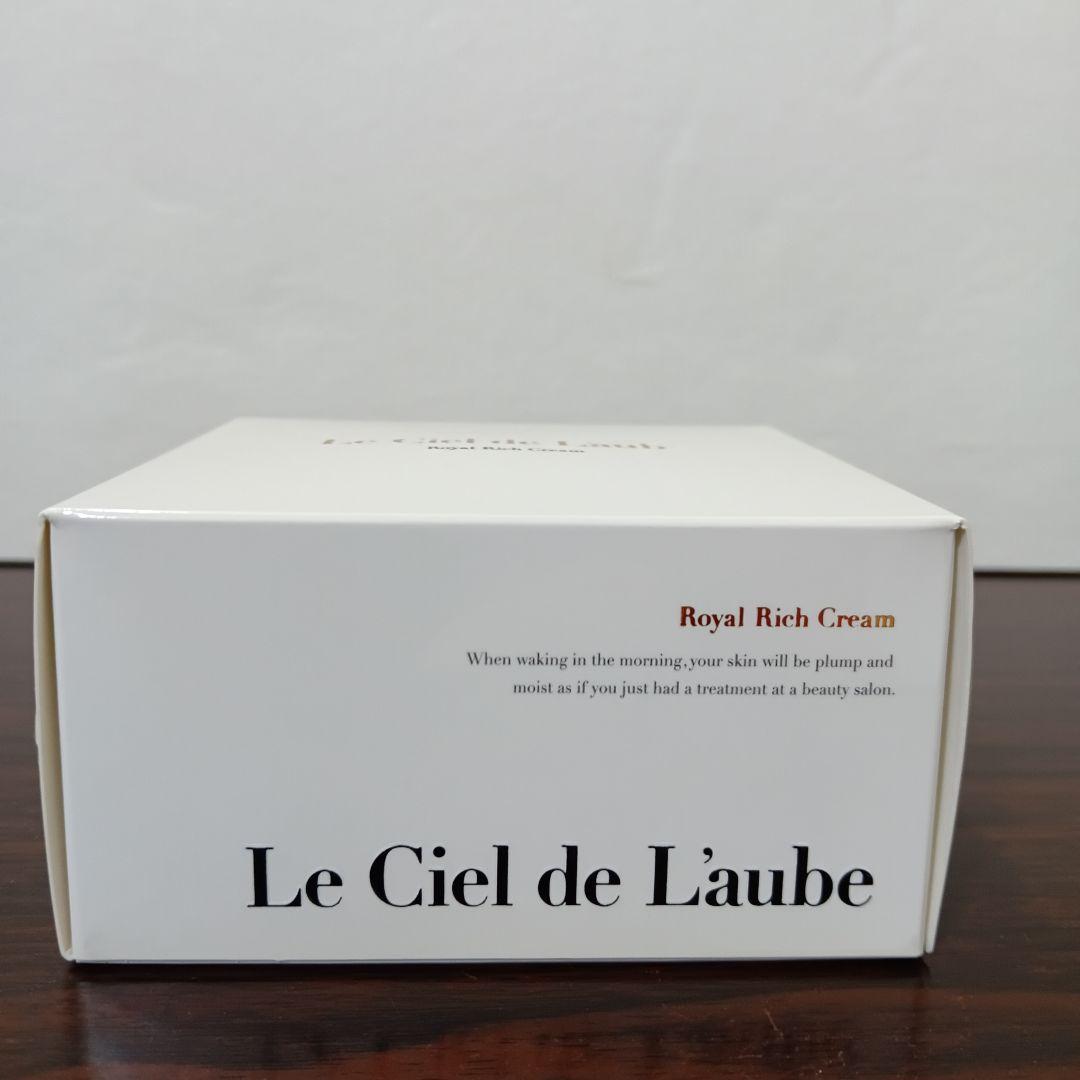 Le Ciel de L'aub
Royal Rich Cream
Royal Rich Cream
When waking in the morning, your skin will be plump and
moist as if you just had a treatment at a beauty salon.
Le Ciel de L'aube